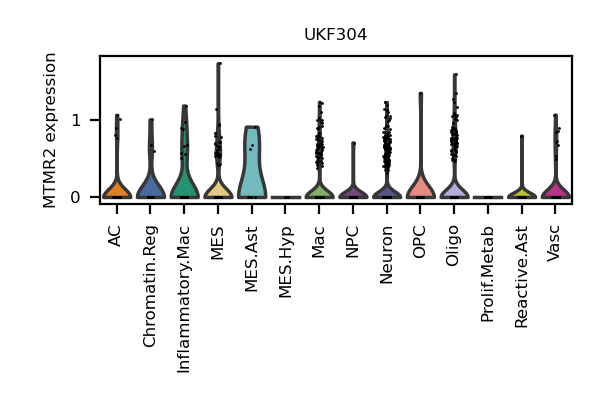 UKF304
MTMR2 expression
1
0
AC
Chromatin.Reg
Inflammatory.Mac
MES
MES.Ast
MES.Hyp
Mac
NPC
Neuron
OPC
Oligo
Prolif.Metab
Reactive.Ast
Vasc